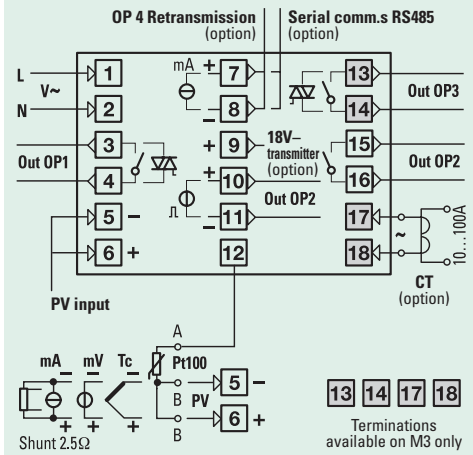 OP 4 Retransmission
(option)
Serial comm.s RS485
(option)
L
V~
N
1
2
3
4
Out OP1
5 –
6 +
PV input
mA + 7
– 8
+ 9
18V–
transmitter
(option)
+ 10
– 11
Out OP2
12
13
14
Out OP3
15
16
Out OP2
17
18
~
10...100A
CT
(option)
A
Pt100
B PV 5 –
B 6 +
mA mV Tc
– – –
+ + +
Shunt 2.5Ω
13 14 17 18
Terminations
available on M3 only